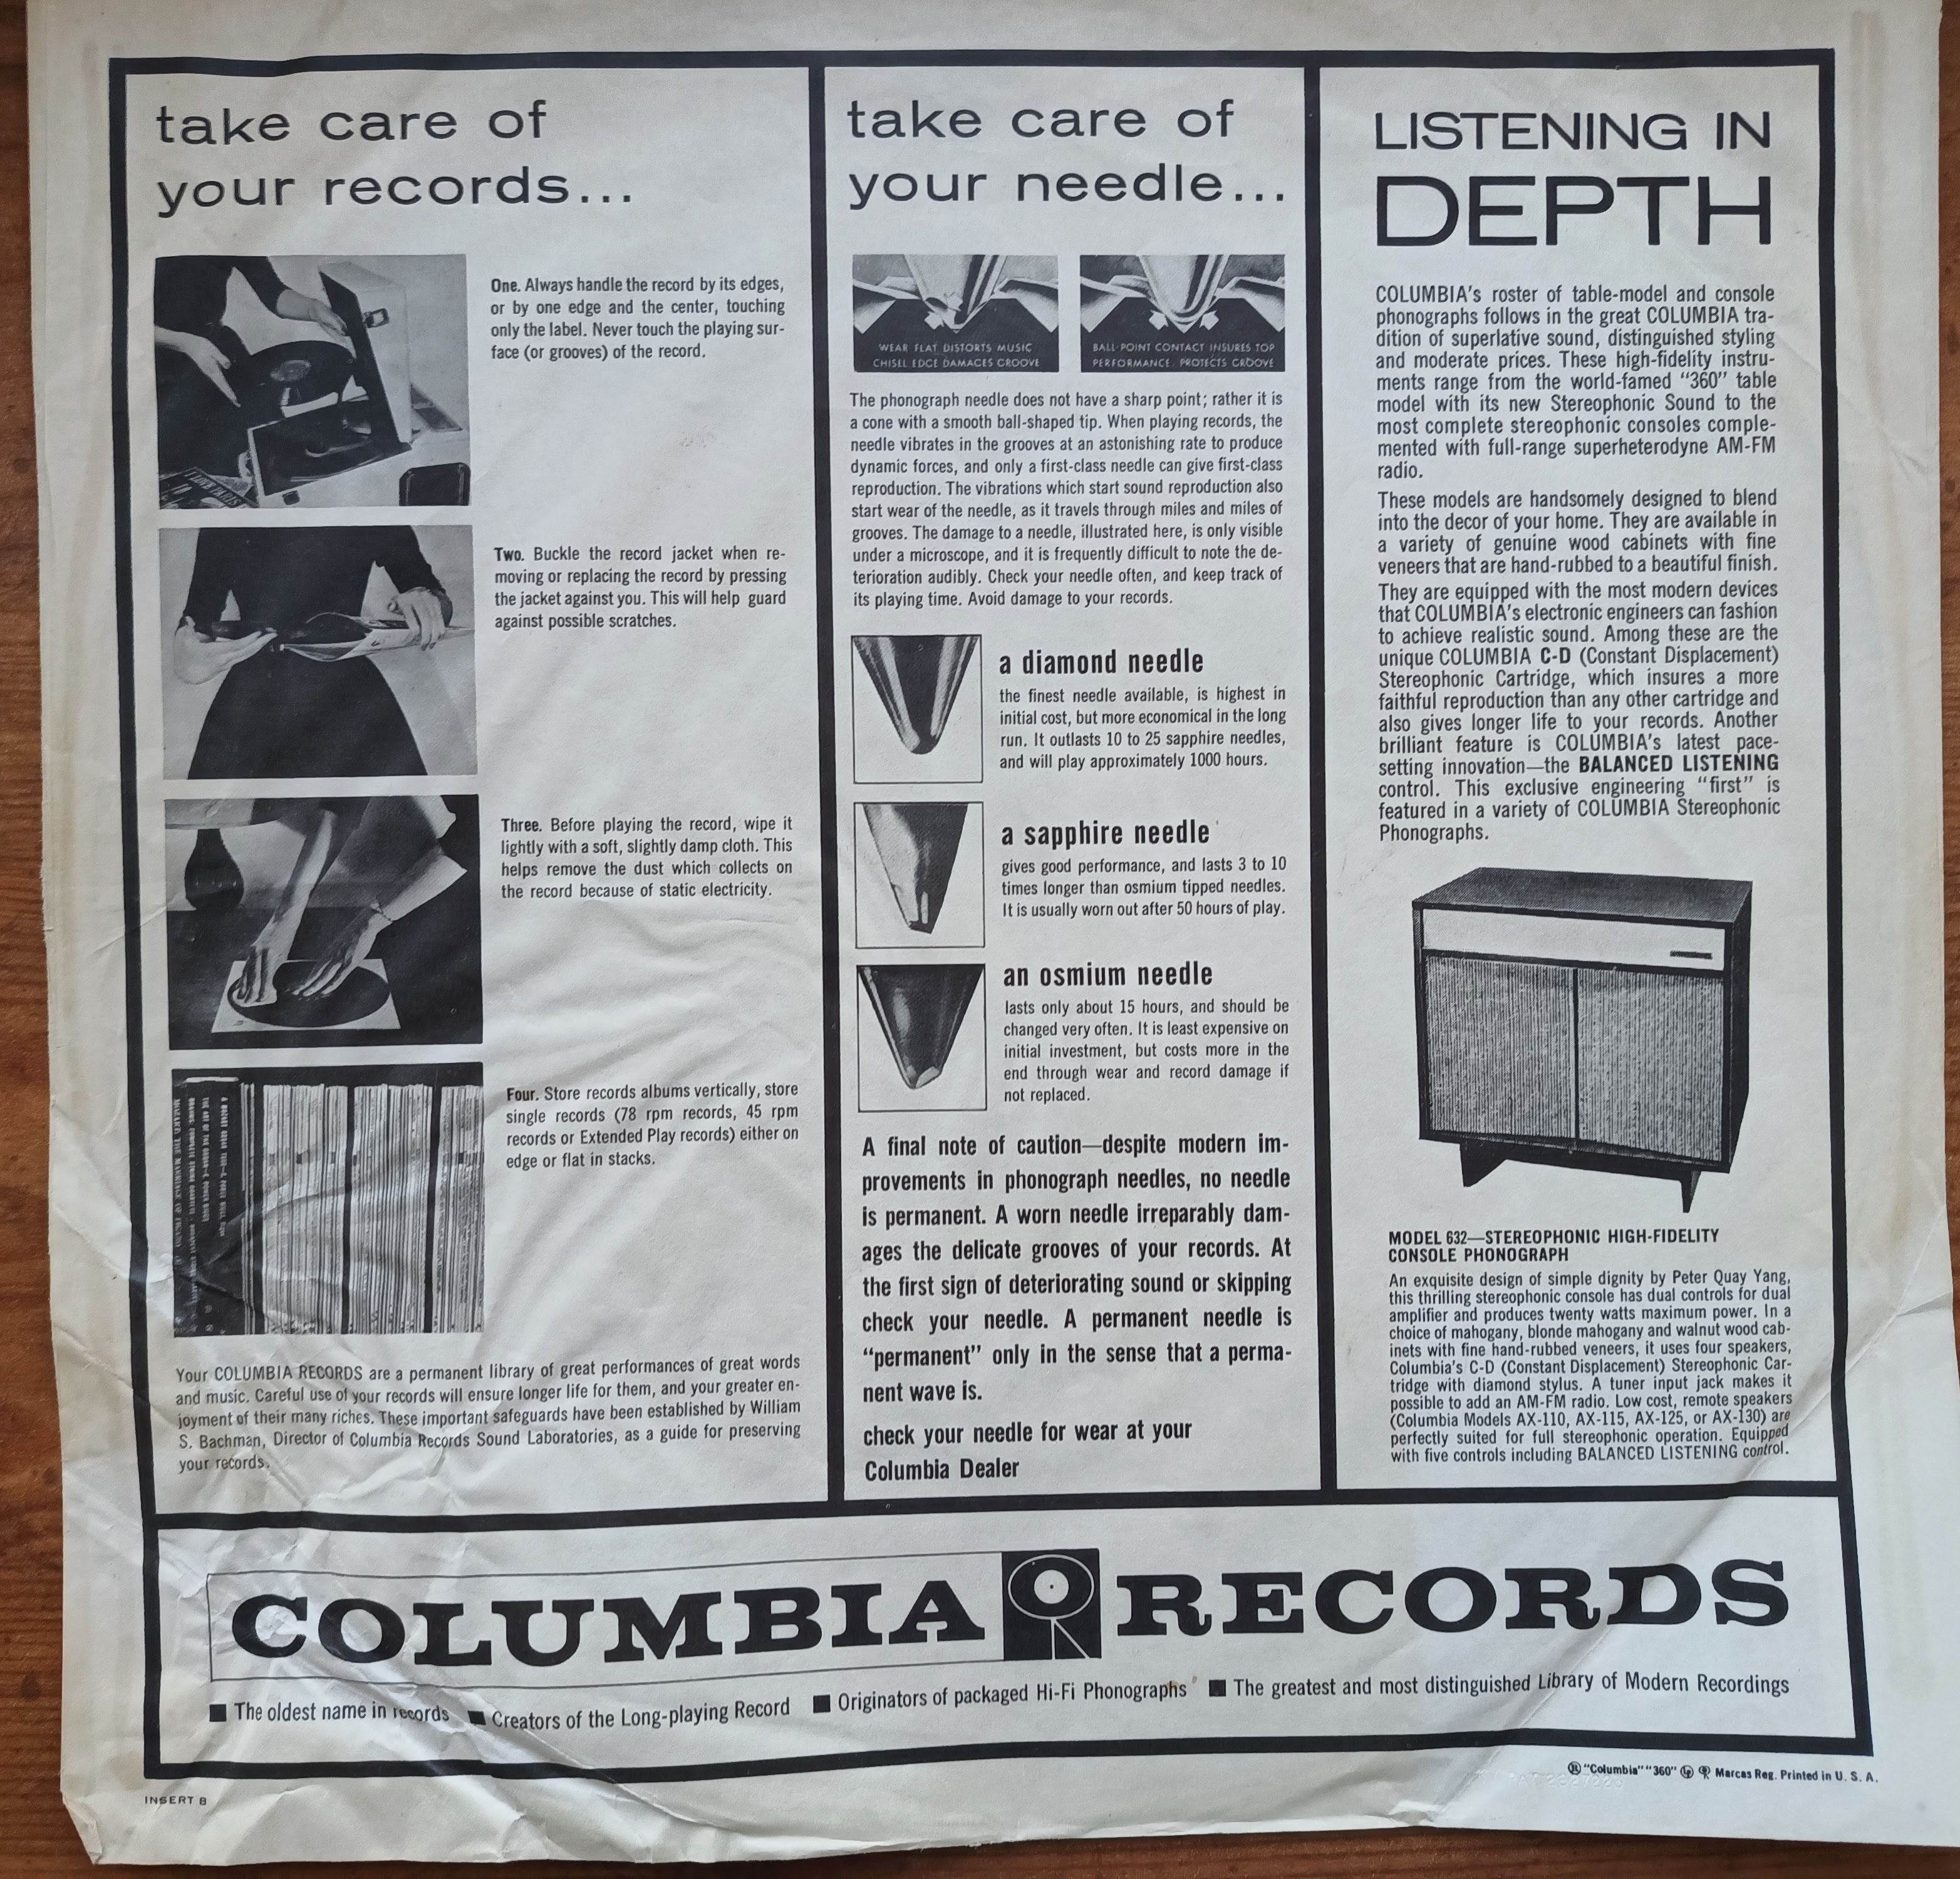 take care of
your records...
One. Always handle the record by its edges,
or by one edge and the center, touching
only the label. Never touch the playing sur-
face (or grooves) of the record.
Two. Buckle the record jacket when re-
moving or replacing the record by pressing
the jacket against you. This will help guard
against possible scratches.
Three. Before playing the record, wipe it
lightly with a soft, slightly damp cloth. This
helps remove the dust which collects on
the record because of static electricity.
Four. Store records albums vertically, store
single records (78 rpm records, 45 rpm
records or Extended Play records) either on
edge or flat in stacks.
Your COLUMBIA RECORDS are a permanent library of great performances of great words
and music. Careful use of your records will ensure longer life for them, and your greater en-
joyment of their many riches. These important safeguards have been established by William
S. Bachman, Director of Columbia Records Sound Laboratories, as a guide for preserving
your records.
take care of
your needle...
WEAR FLAT DISTORTS MUSIC
CHISEL EDGE DAMAGES GROOVE
BALL POINT CONTACT INSURES TOP
PERFORMANCE. PROTECTS GROOVE
The phonograph needle does not have a sharp point; rather it is
a cone with a smooth ball-shaped tip. When playing records, the
needle vibrates in the grooves at an astonishing rate to produce
dynamic forces, and only a first-class needle can give first-class
reproduction. The vibrations which start sound reproduction also
start wear of the needle, as it travels through miles and miles of
grooves. The damage to a needle, illustrated here, is only visible
under a microscope, and it is frequently difficult to note the de-
terioration audibly. Check your needle often, and keep track of
its playing time. Avoid damage to your records.
a diamond needle
the finest needle available, is highest in
initial cost, but more economical in the long
run. It outlasts 10 to 25 sapphire needles,
and will play approximately 1000 hours.
a sapphire needle
gives good performance, and lasts 3 to 10
times longer than osmium tipped needles.
It is usually worn out after 50 hours of play.
an osmium needle
lasts only about 15 hours, and should be
changed very often. It is least expensive on
initial investment, but costs more in the
end through wear and record damage if
not replaced.
A final note of caution—despite modern im-
provements in phonograph needles, no needle
is permanent. A worn needle irreparably dam-
ages the delicate grooves of your records. At
the first sign of deteriorating sound or skipping
check your needle. A permanent needle is
“permanent” only in the sense that a perma-
nent wave is.
check your needle for wear at your
Columbia Dealer
LISTENING IN
DEPTH
COLUMBIA's roster of table-model and console
phonographs follows in the great COLUMBIA tra-
dition of superlative sound, distinguished styling
and moderate prices. These high-fidelity instru-
ments range from the world-famed “360” table
model with its new Stereophonic Sound to the
most complete stereophonic consoles comple-
mented with full-range superheterodyne AM-FM
radio.
These models are handsomely designed to blend
into the decor of your home. They are available in
a variety of genuine wood cabinets with fine
veneers that are hand-rubbed to a beautiful finish.
They are equipped with the most modern devices
that COLUMBIA's electronic engineers can fashion
to achieve realistic sound. Among these are the
unique COLUMBIA C-D (Constant Displacement)
Stereophonic Cartridge, which insures a more
faithful reproduction than any other cartridge and
also gives longer life to your records. Another
brilliant feature is COLUMBIA's latest pace-
setting innovation—the BALANCED LISTENING
control. This exclusive engineering “first” is
featured in a variety of COLUMBIA Stereophonic
Phonographs.
MODEL 632—STEREOPHONIC HIGH-FIDELITY
CONSOLE PHONOGRAPH
An exquisite design of simple dignity by Peter Quay Yang,
this thrilling stereophonic console has dual controls for dual
amplifier and produces twenty watts maximum power. In a
choice of mahogany, blonde mahogany and walnut wood cab-
inets with fine hand-rubbed veneers, it uses four speakers,
Columbia's C-D (Constant Displacement) Stereophonic Car-
tridge with diamond stylus. A tuner input jack makes it
possible to add an AM-FM radio. Low cost, remote speakers
(Columbia Models AX-110, AX-115, AX-125, or AX-130) are
perfectly suited for full stereophonic operation. Equipped
with five controls including BALANCED LISTENING control.
COLUMBIA RECORDS
■ The oldest name in records ■ Creators of the Long-playing Record ■ Originators of packaged Hi-Fi Phonographs ■ The greatest and most distinguished Library of Modern Recordings
“Columbia” “360” Marcas Reg. Printed in U. S. A.
INSERT 8